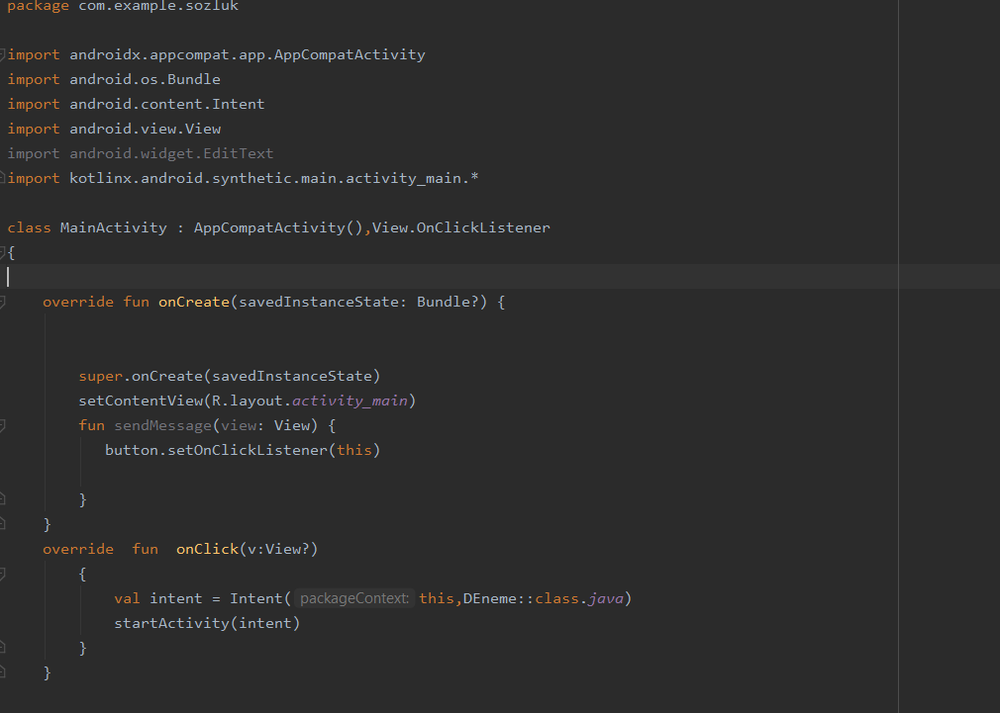 package com.example.sozluk
import androidx.appcompat.app.AppCompatActivity
import android.os.Bundle
import android.content.Intent
import android.view.View
import android.widget.EditText
import kotlinx.android.synthetic.main.activity_main.*
class MainActivity : AppCompatActivity(),View.OnClickListener
{
override fun onCreate(savedInstanceState: Bundle?) {
super.onCreate(savedInstanceState)
setContentView(R.layout.activity_main)
fun sendMessage(view: View) {
button.setOnClickListener(this)
}
}
override fun onClick(v:View?)
{
val intent = Intent( packageContext: this,DEneme::class.java)
startActivity(intent)
}
}